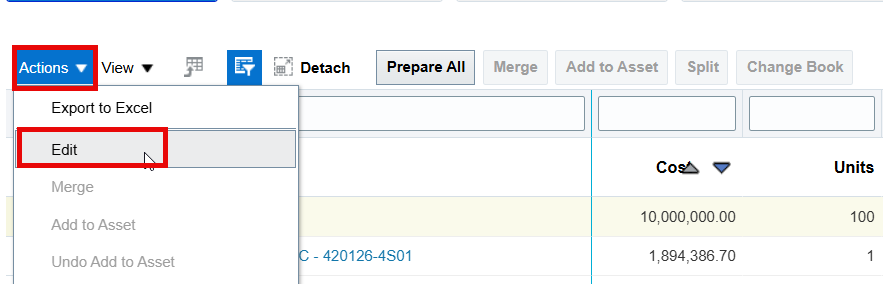 Actions View Detach Prepare All Merge Add to Asset Split Change Book
Export to Excel
Edit
Cost Units
Merge
10,000,000.00 100
Add to Asset
C - 420126-4S01 1,894,386.70 1
Undo Add to Asset